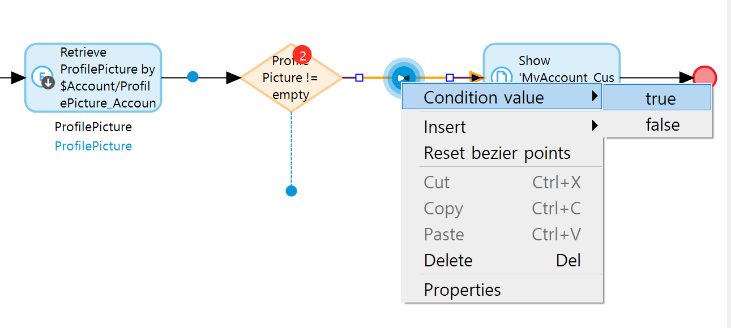 Retrieve
ProfilePicture by
$Account/Profil
ePicture_Accoun
ProfilePicture
ProfilePicture
2
Profile
Picture !=
empty
Show
'MyAccount_Cus
Condition value
true
false
Insert
Reset bezier points
Cut Ctrl+X
Copy Ctrl+C
Paste Ctrl+V
Delete Del
Properties